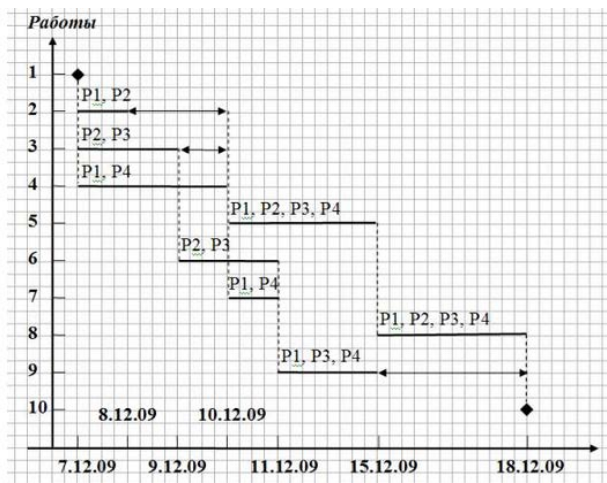 Работы
1
P1, P2
2
P2, P3
3
P1, P4
4
P1, P2, P3, P4
5
P2, P3
6
P1, P4
7
P1, P2, P3, P4
8
P1, P3, P4
9
10
8.12.09 10.12.09
7.12.09 9.12.09 11.12.09 15.12.09 18.12.09